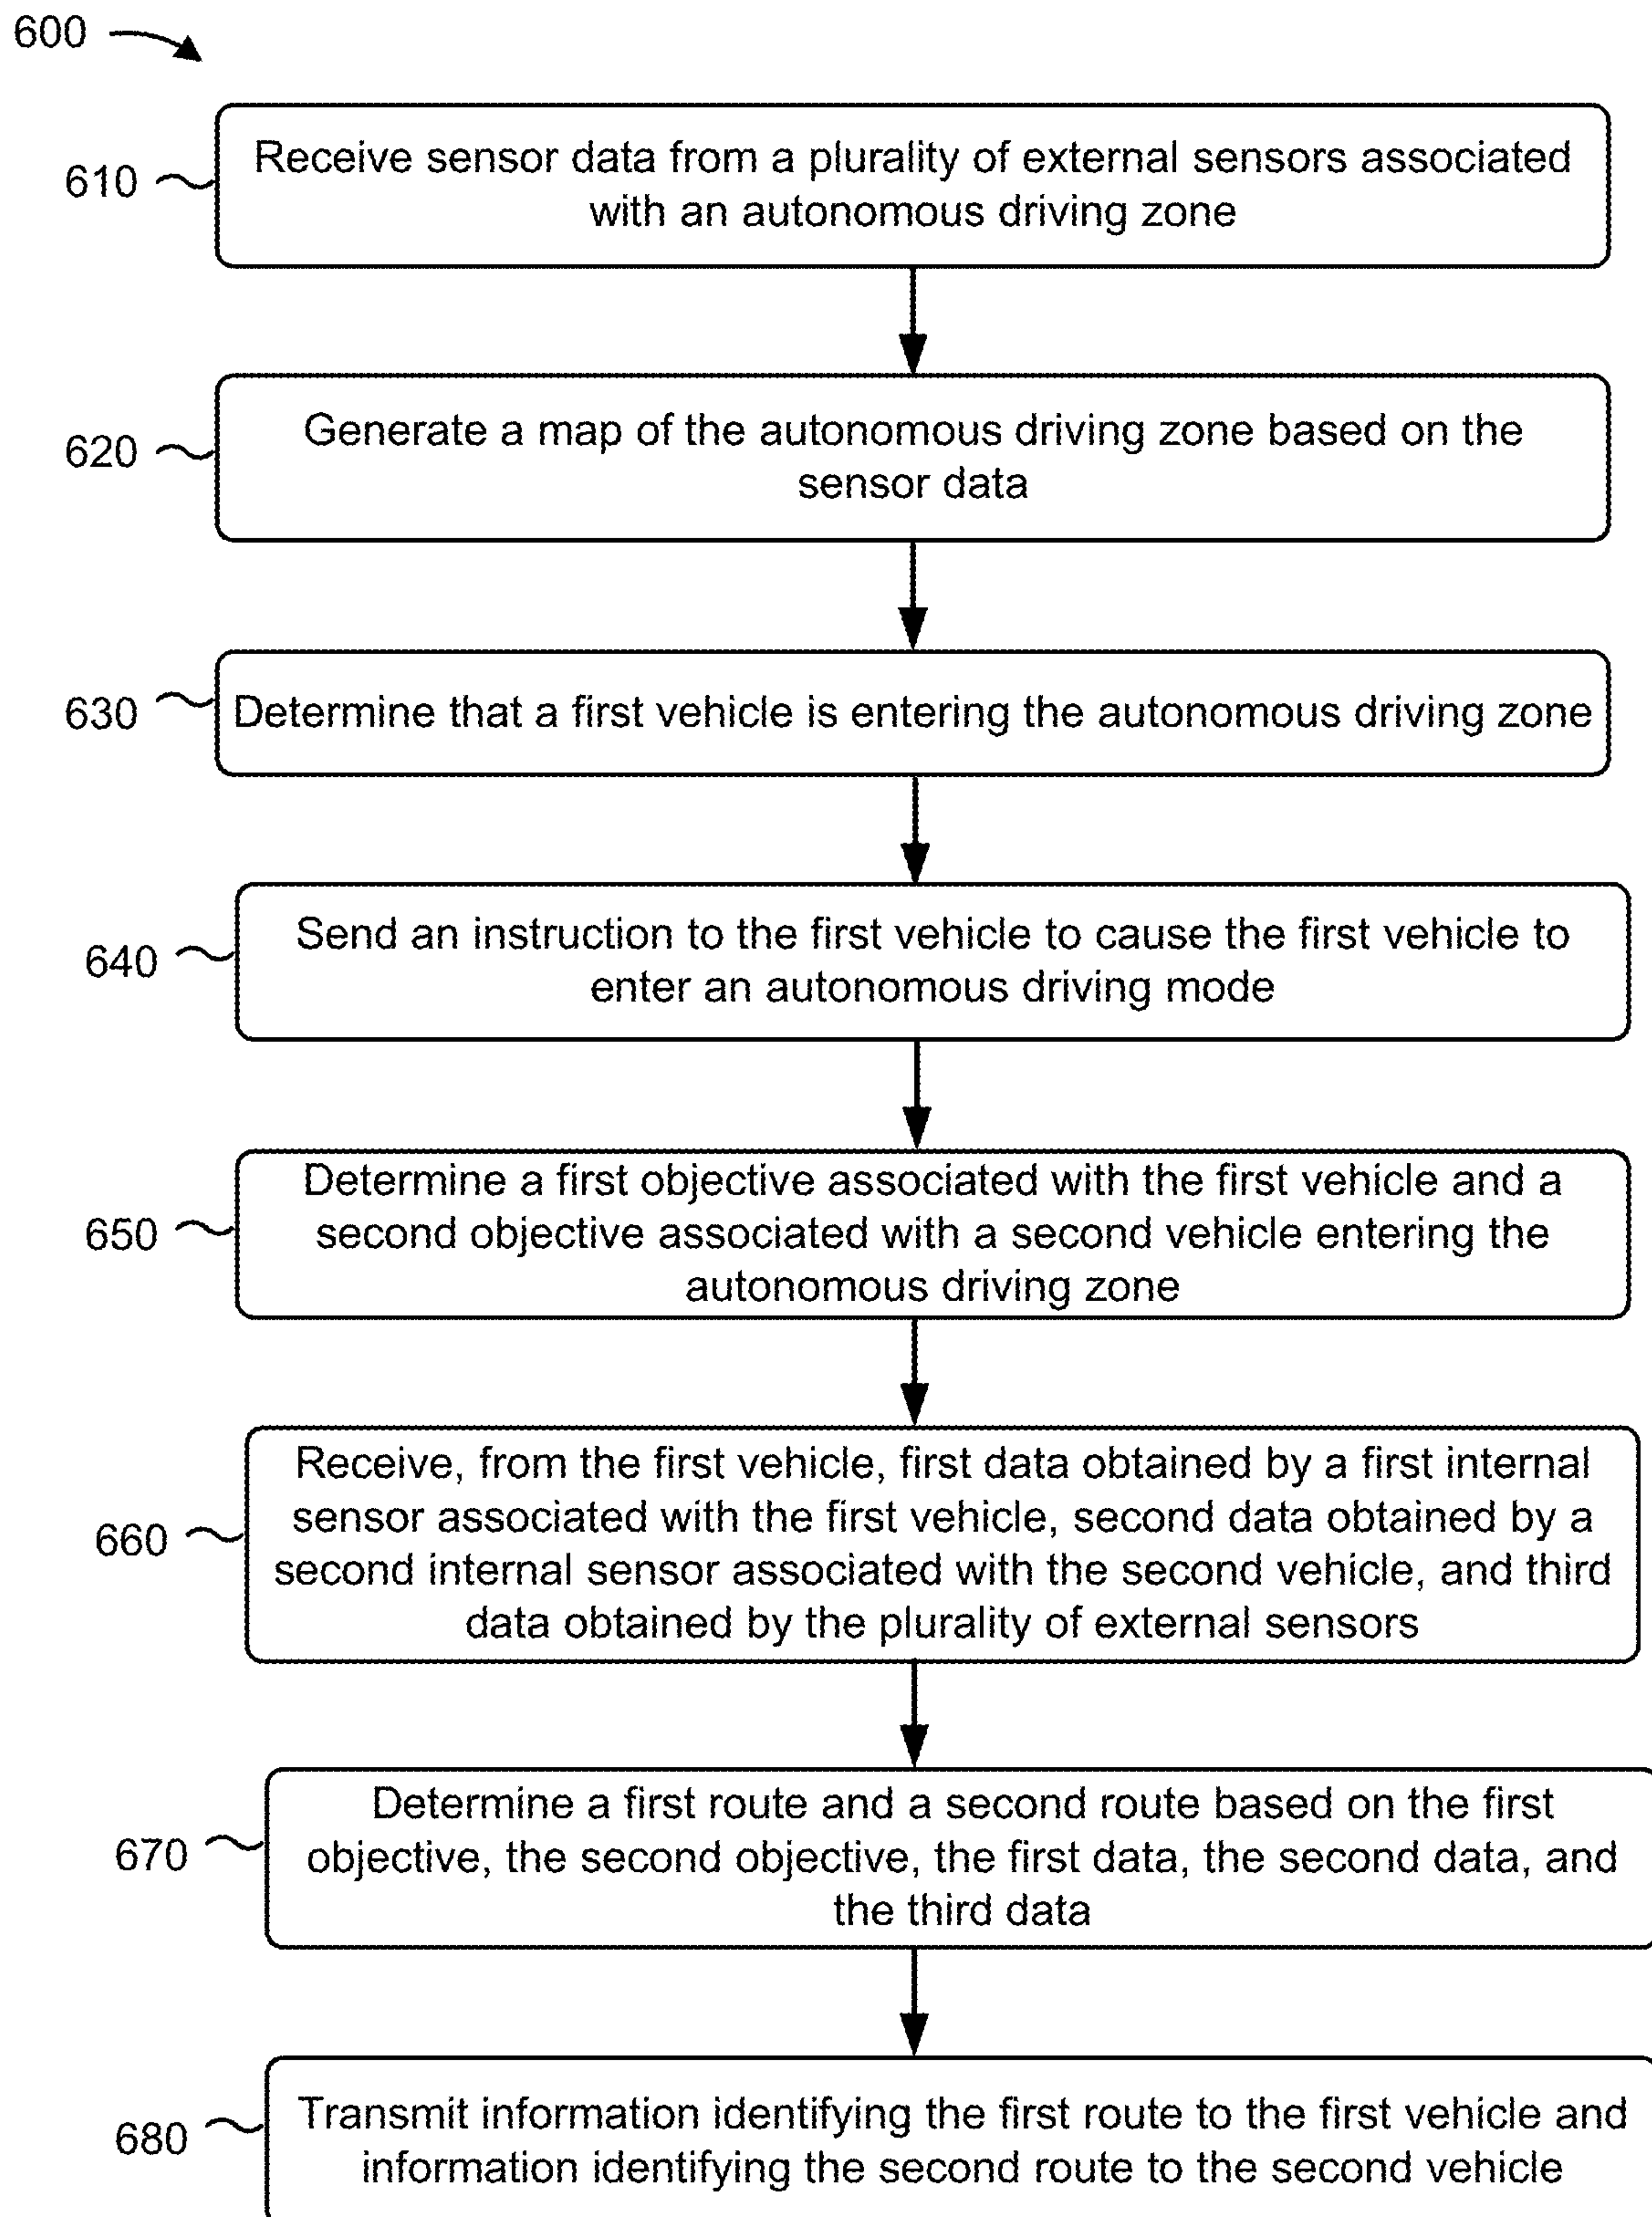 600
610
Receive sensor data from a plurality of external sensors associated
with an autonomous driving zone
620
Generate a map of the autonomous driving zone based on the
sensor data
630
Determine that a first vehicle is entering the autonomous driving zone
640
Send an instruction to the first vehicle to cause the first vehicle to
enter an autonomous driving mode
650
Determine a first objective associated with the first vehicle and a
second objective associated with a second vehicle entering the
autonomous driving zone
660
Receive, from the first vehicle, first data obtained by a first internal
sensor associated with the first vehicle, second data obtained by a
second internal sensor associated with the second vehicle, and third
data obtained by the plurality of external sensors
670
Determine a first route and a second route based on the first
objective, the second objective, the first data, the second data, and
the third data
680
Transmit information identifying the first route to the first vehicle and
information identifying the second route to the second vehicle